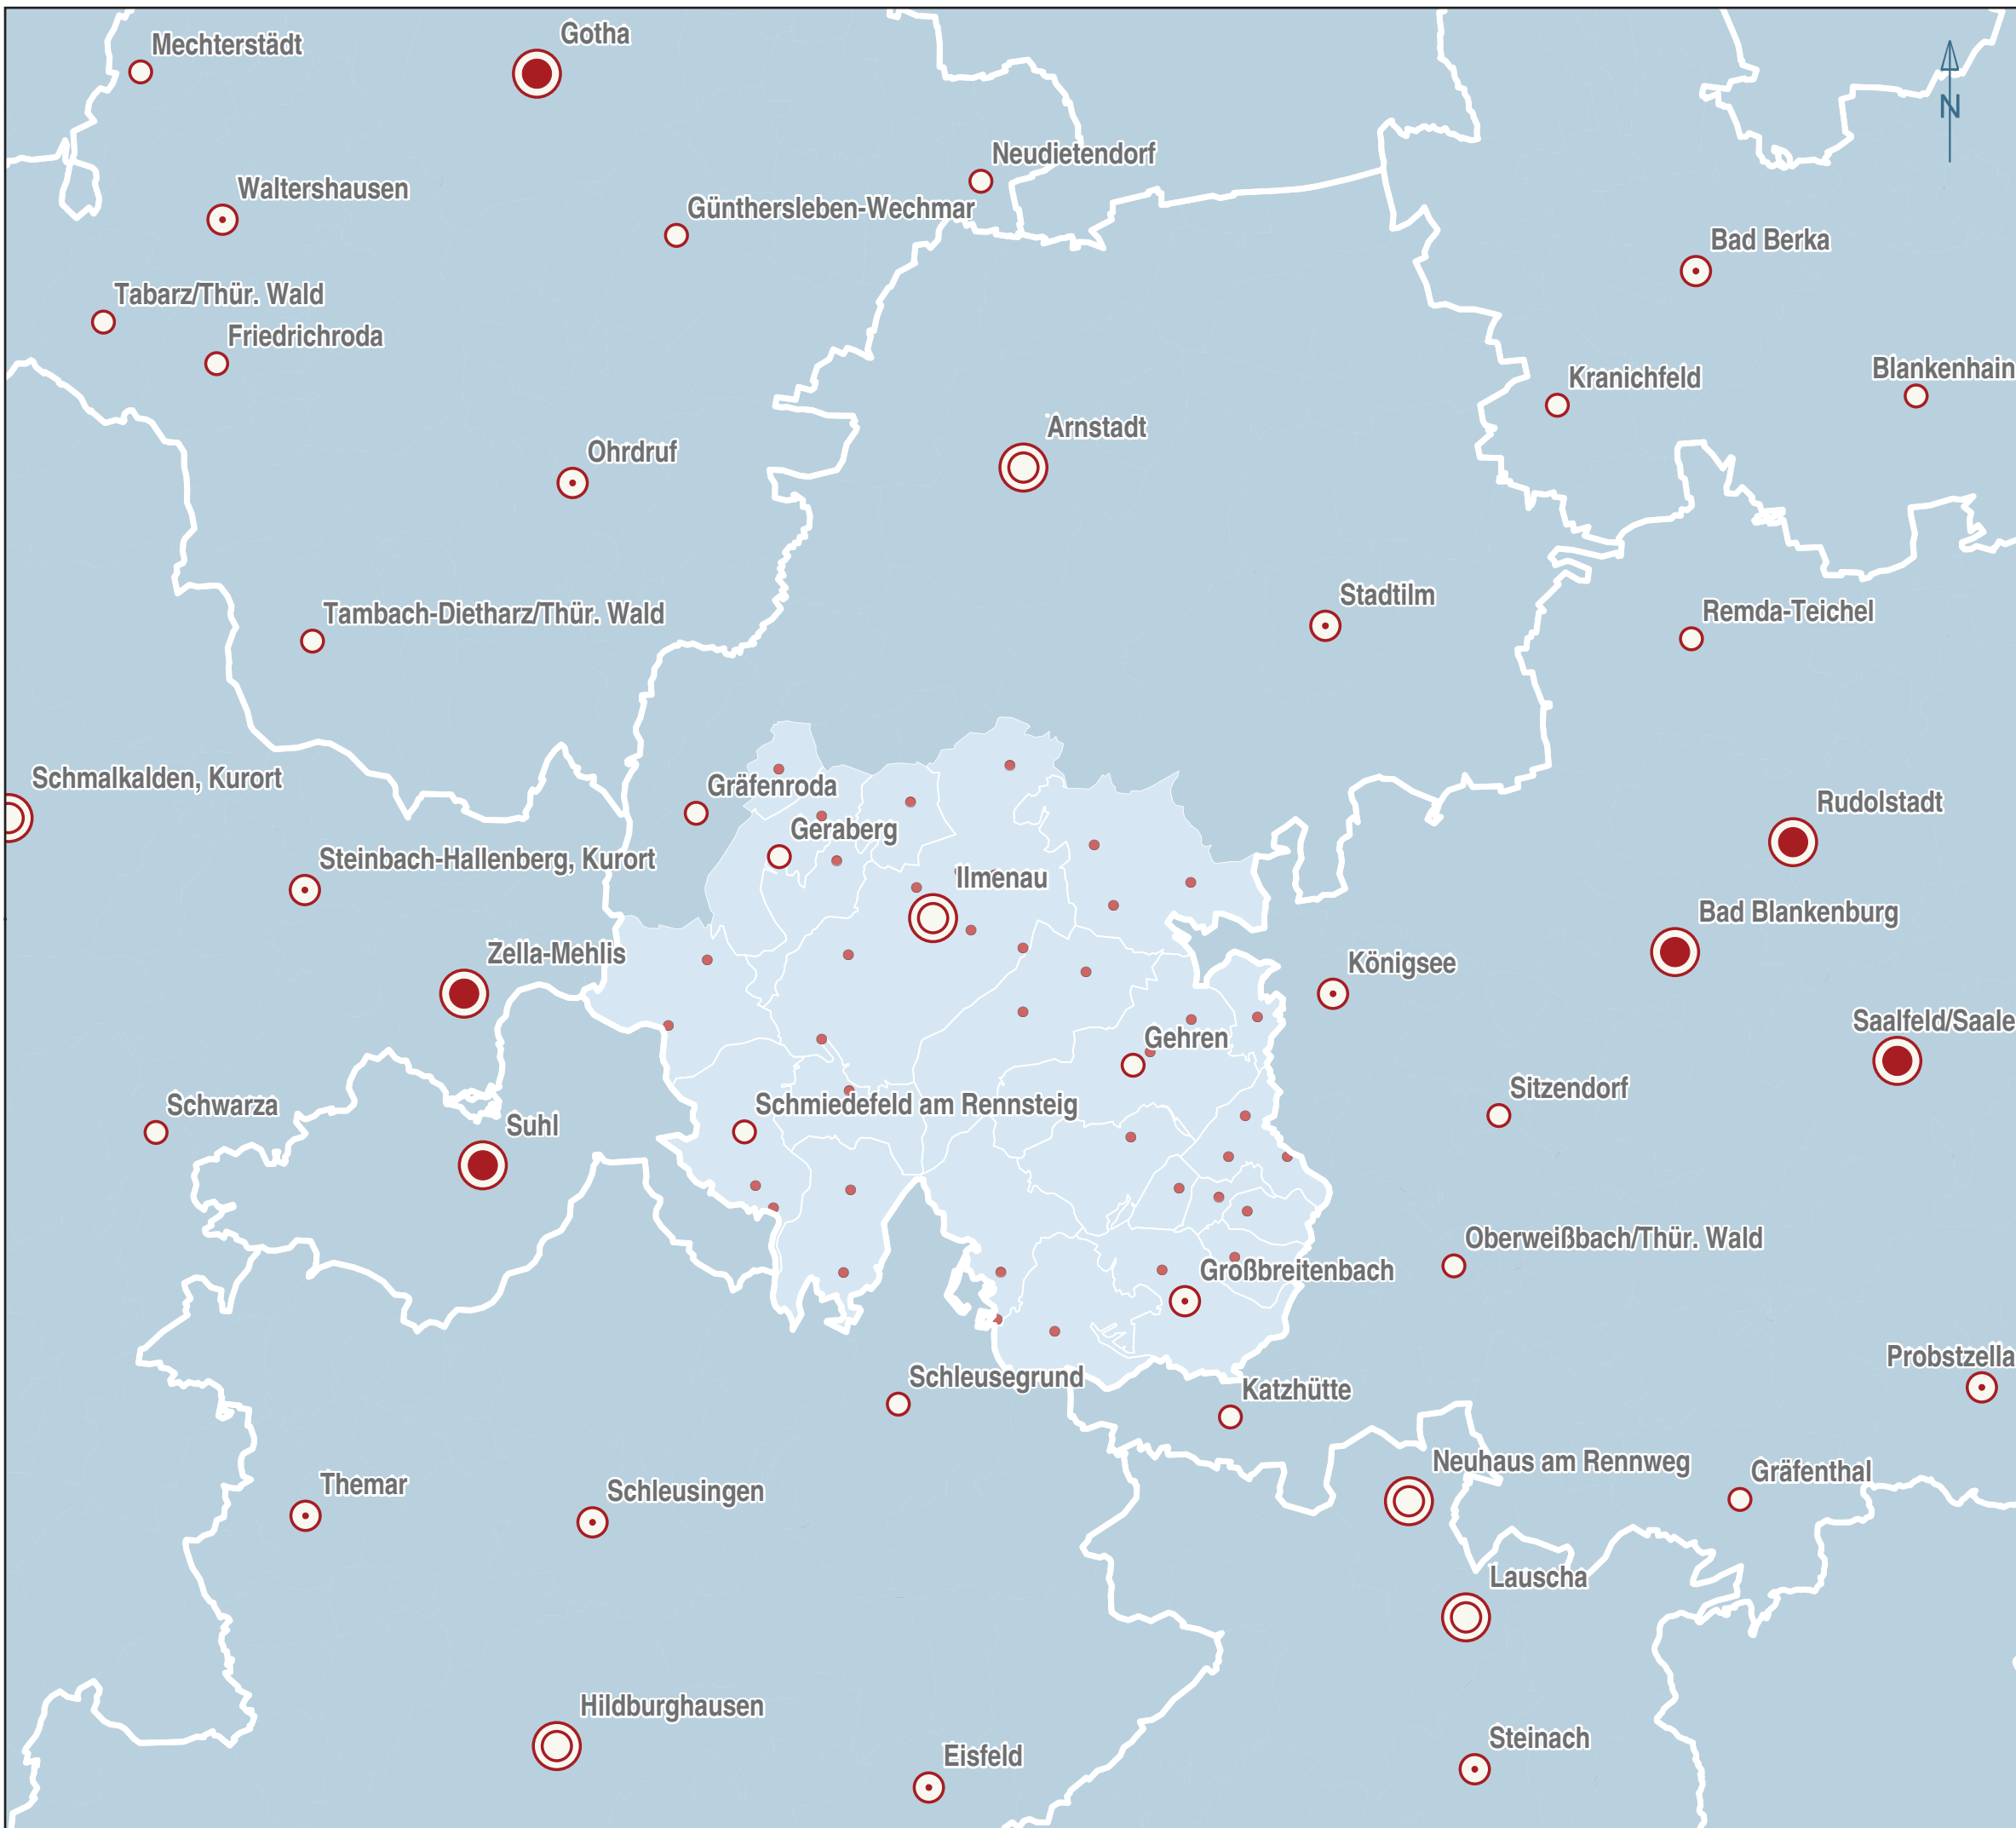 Gotha
Mechterstädt
N
Neudietendorf
Waltershausen
Günthersleben-Wechmar
Bad Berka
Tabarz/Thür. Wald
Friedrichroda
Blankenhain
Kranichfeld
Arnstadt
Ohrdruf
Stadtilm
Remda-Teichel
Tambach-Dietharz/Thür. Wald
Schmalkalden, Kurort
Gräfenroda
Rudolstadt
Geraberg
Steinbach-Hallenberg, Kurort
Ilmenau
Bad Blankenburg
Zella-Mehlis
Königsee
Saalfeld/Saale
Gehren
Sitzendorf
Schwarza
Schmiedefeld am Rennsteig
Suhl
Oberweißbach/Thür. Wald
Großbreitenbach
Probstzella
Schleusegrund
Katzhütte
Neuhaus am Rennweg
Gräfenthal
Themar
Schleusingen
Lauscha
Hildburghausen
Steinach
Eisfeld